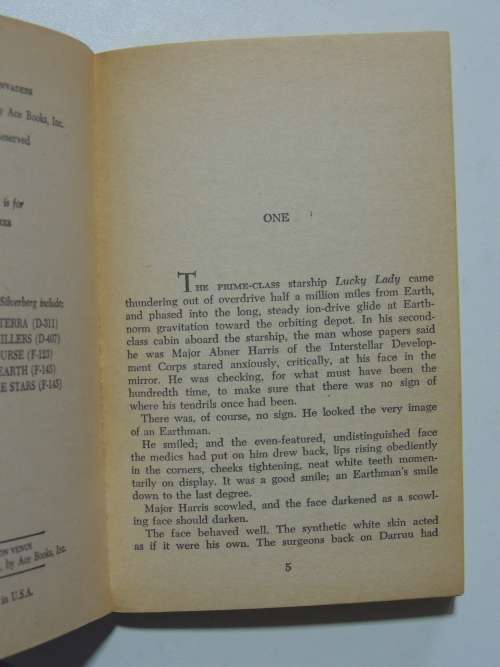 NVADERS
by Ace Books, Inc.
eserved
is for
Silverberg include:
TERRA (D-311)
ILLERS (D-407)
OURSE (F-123)
EARTH (F-145)
E STARS (F-145)
ON VENUS
, by Ace Books, Inc.
in U.S.A.
ONE
THE PRIME-CLASS starship Lucky Lady came
thundering out of overdrive half a million miles from Earth,
and phased into the long, steady ion-drive glide at Earth-
norm gravitation toward the orbiting depot. In his second-
class cabin aboard the starship, the man whose papers said
he was Major Abner Harris of the Interstellar Develop-
ment Corps stared anxiously, critically, at his face in the
mirror. He was checking, for what must have been the
hundredth time, to make sure that there was no sign of
where his tendrils once had been.
There was, of course, no sign. He looked the very image
of an Earthman.
He smiled; and the even-featured, undistinguished face
the medics had put on him drew back, lips rising obediently
in the corners, cheeks tightening, neat white teeth momen-
tarily on display. It was a good smile; an Earthman's smile
down to the last degree.
Major Harris scowled, and the face darkened as a scowl-
ing face should darken.
The face behaved well. The synthetic white skin acted
as if it were his own. The surgeons back on Darruu had
5